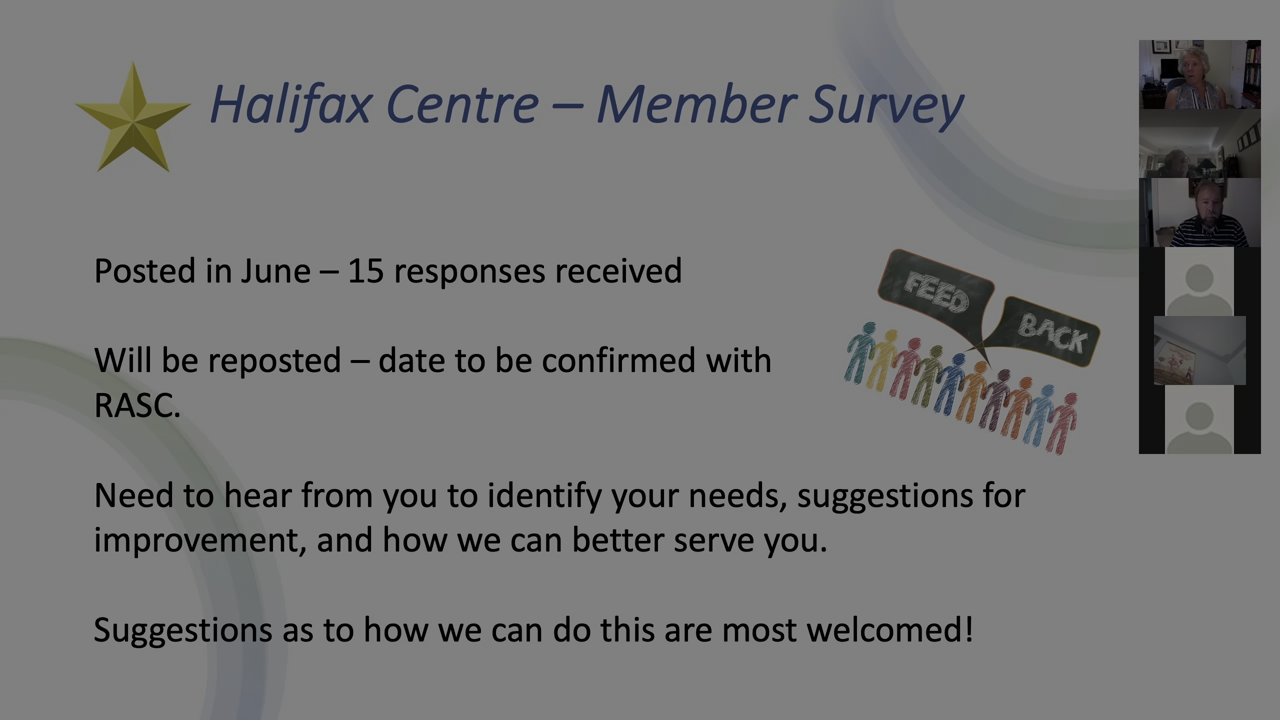 Halifax Centre – Member Survey
Posted in June – 15 responses received
FEED
BACK
Will be reposted – date to be confirmed with
RASC.
Need to hear from you to identify your needs, suggestions for
improvement, and how we can better serve you.
Suggestions as to how we can do this are most welcomed!